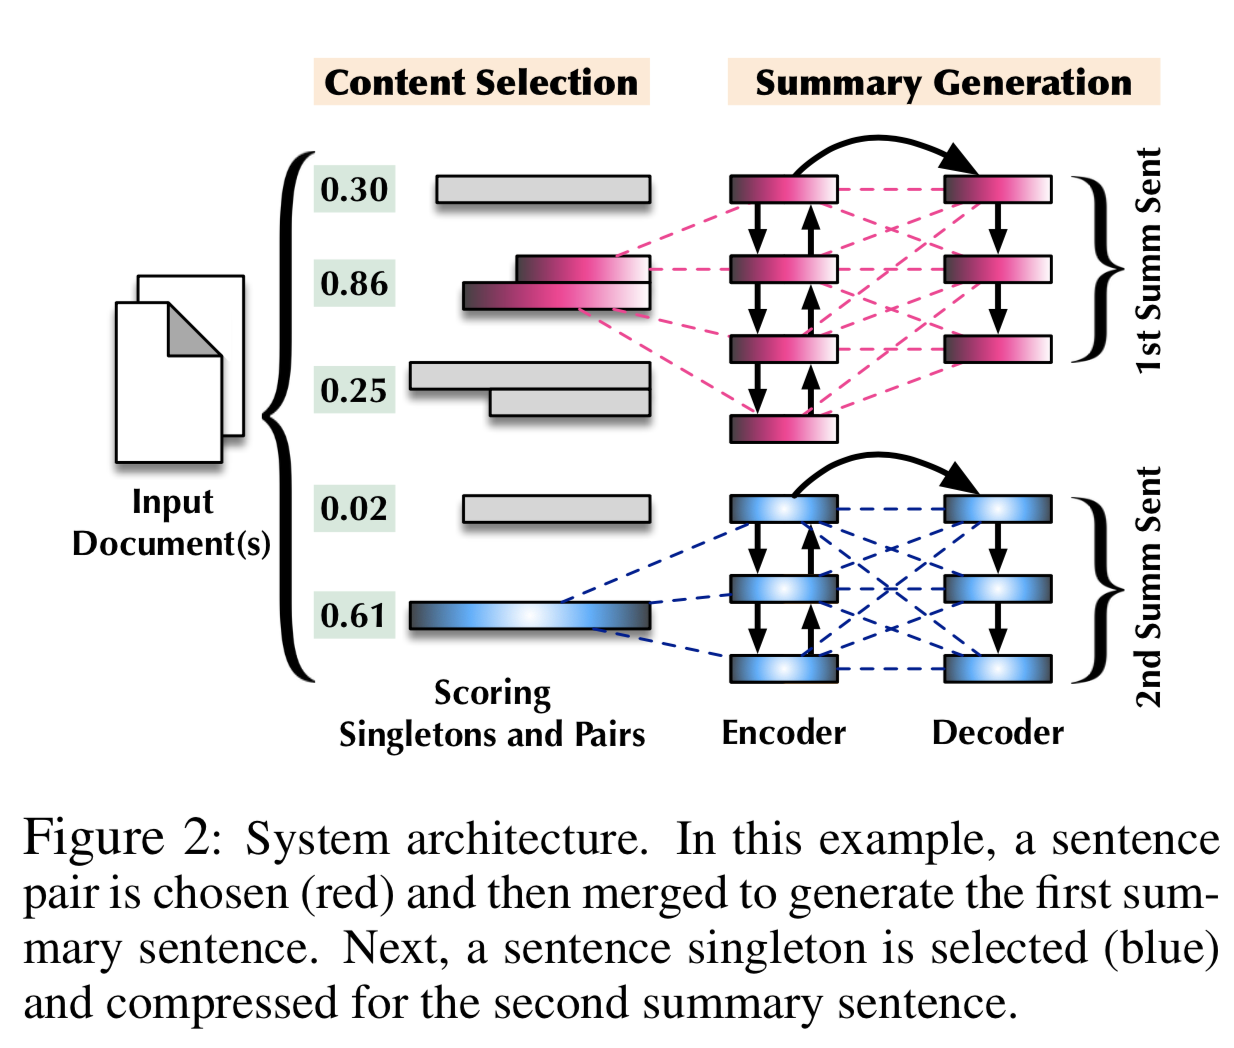 Content Selection
Summary Generation
0.30
0.86
0.25
0.02
0.61
Input
Document(s)
Scoring
Singletons and Pairs
Encoder
Decoder
1st Summ Sent
2nd Summ Sent
Figure 2: System architecture. In this example, a sentence
pair is chosen (red) and then merged to generate the first sum-
mary sentence. Next, a sentence singleton is selected (blue)
and compressed for the second summary sentence.